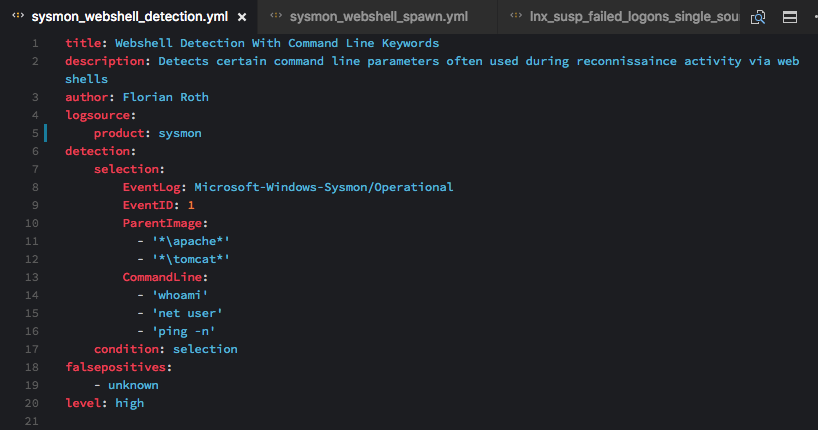 sysmon_webshell_detection.yml × sysmon_webshell_spawn.yml lnx_susp_failed_logons_single_sou
1 title: Webshell Detection With Command Line Keywords
2 description: Detects certain command line parameters often used during reconnissaince activity via web
shells
3 author: Florian Roth
4 logsource:
5     product: sysmon
6 detection:
7     selection:
8         EventLog: Microsoft-Windows-Sysmon/Operational
9         EventID: 1
10         ParentImage:
11           - '*\apache*'
12           - '*\tomcat*'
13         CommandLine:
14           - 'whoami'
15           - 'net user'
16           - 'ping -n'
17     condition: selection
18 falsepositives:
19     - unknown
20 level: high
21